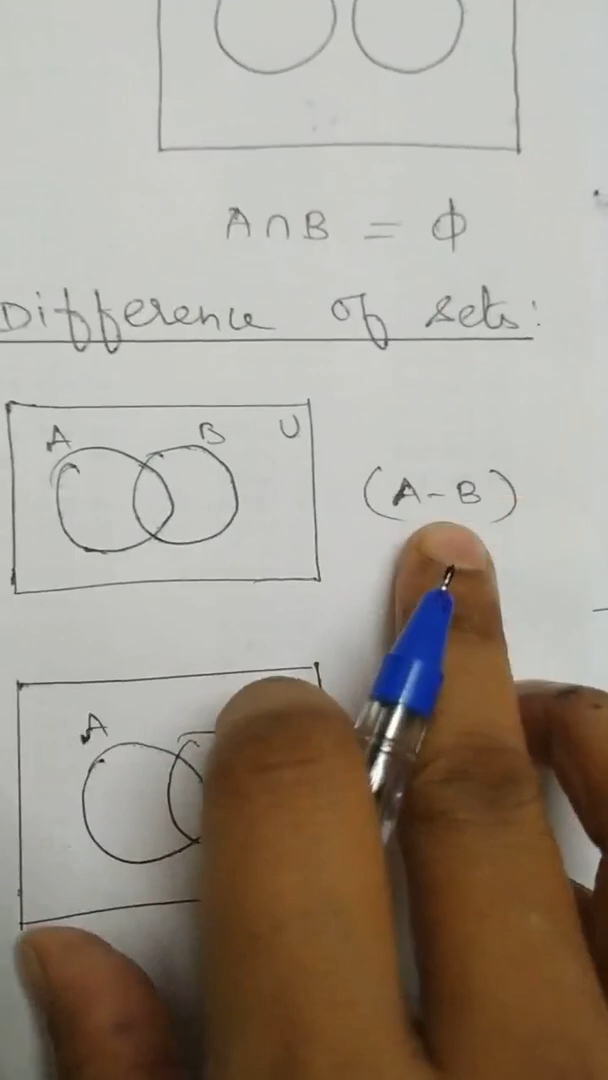 A∩B = ϕ
Difference of sets:
A B U
(A-B)
A